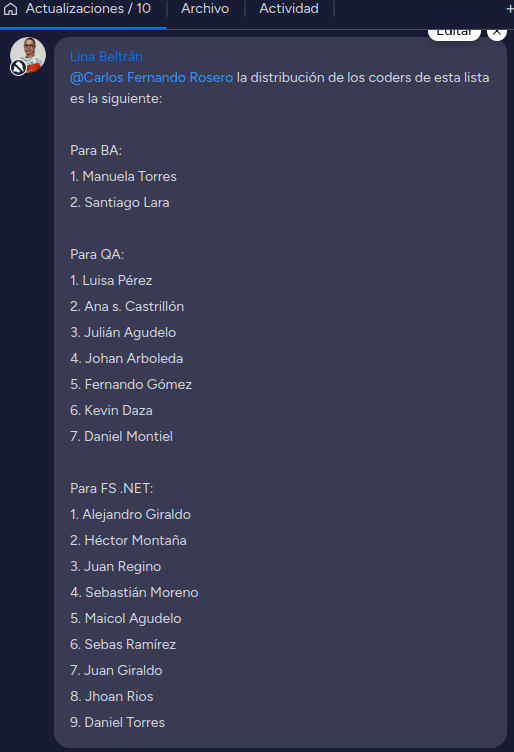 Actualizaciones / 10 Archivo Actividad +
Editar ×
Lina Beltrán
@Carlos Fernando Rosero la distribución de los coders de esta lista
es la siguiente:
Para BA:
1. Manuela Torres
2. Santiago Lara
Para QA:
1. Luisa Pérez
2. Ana s. Castrillón
3. Julián Agudelo
4. Johan Arboleda
5. Fernando Gómez
6. Kevin Daza
7. Daniel Montiel
Para FS .NET:
1. Alejandro Giraldo
2. Héctor Montaña
3. Juan Regino
4. Sebastián Moreno
5. Maicol Agudelo
6. Sebas Ramírez
7. Juan Giraldo
8. Jhoan Rios
9. Daniel Torres